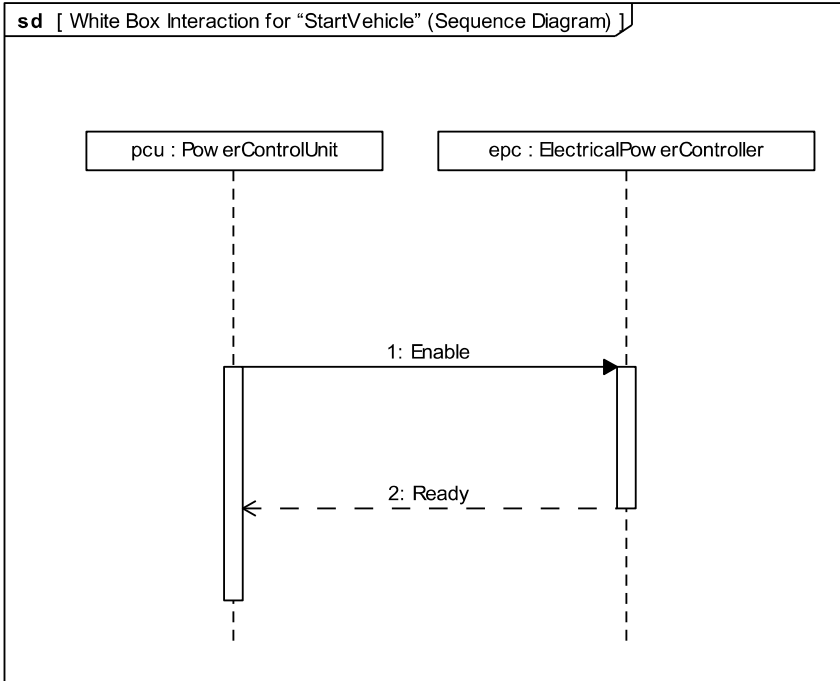 sd [ White Box Interaction for “StartVehicle” (Sequence Diagram) ]
pcu : PowerControlUnit
epc : ElectricalPowerController
1: Enable
2: Ready